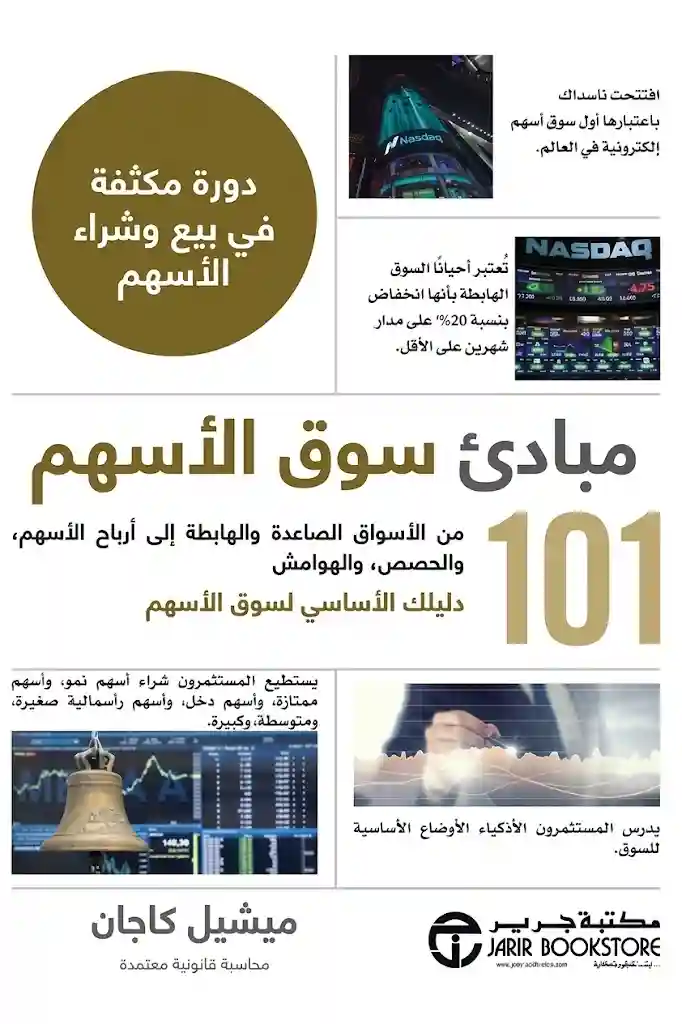 افتتحت ناسداك
باعتبارها أول سوق أسهم
إلكترونية في العالم.
Nasdaq
دورة مكثفة
في بيع وشراء
الأسهم
NASDAQ
تُعتبر أحيانًا السوق
الهابطة بأنها انخفاض
بنسبة 20%' على مدار
شهرين على الأقل.
مبادئ سوق الأسهم
101
من الأسواق الصاعدة والهابطة إلى أرباح الأسهم،
والحصص، والهوامش
دليلك الأساسي لسوق الأسهم
يستطيع المستثمرون شراء أسهم نمو، وأسهم
ممتازة، وأسهم دخل، وأسهم رأسمالية صغيرة،
ومتوسطة، وكبيرة.
يدرس المستثمرون الأذكياء الأوضاع الأساسية
للسوق.
ميشيل كاجان
محاسبة قانونية معتمدة
مكتبة جرير
JARIR BOOKSTORE